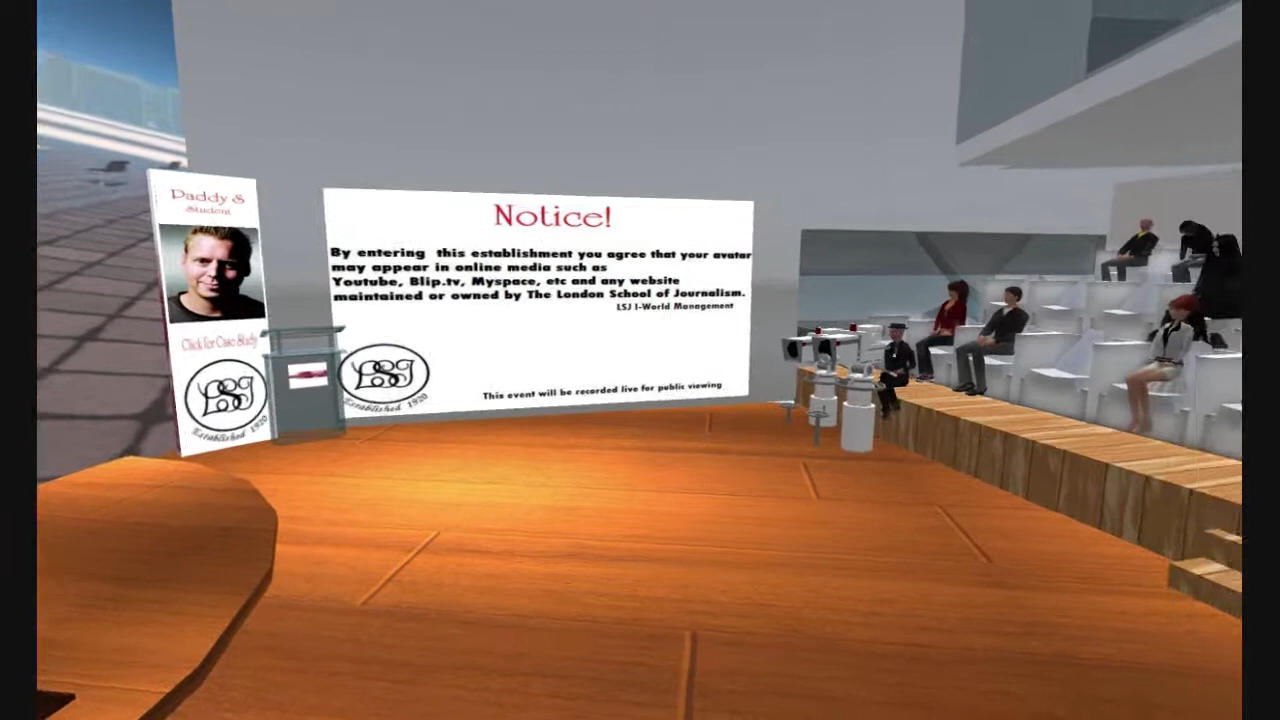 Daddy S
Student
Click for Case Study
LSJ
Established 1920
Notice!
By entering this establishment you agree that your avatar
may appear in online media such as
Youtube, Blip.tv, Myspace, etc and any website
maintained or owned by The London School of Journalism.
LSJ I-World Management
LSJ
Established 1920
This event will be recorded live for public viewing